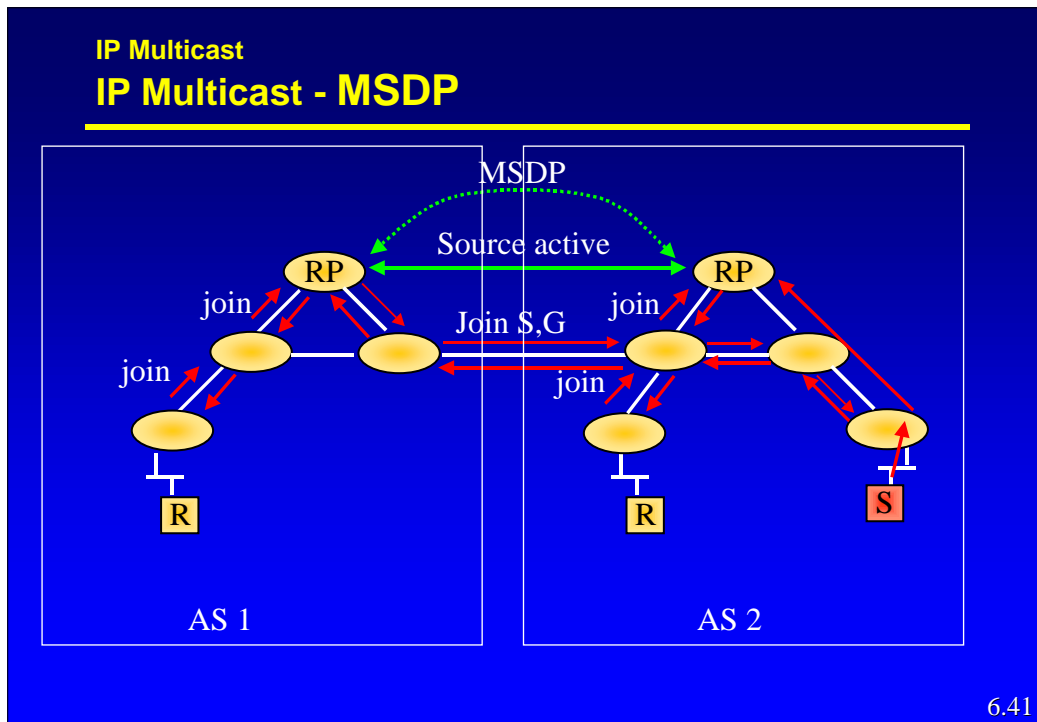 IP Multicast
IP Multicast - MSDP
MSDP
Source active
RP
RP
join
join
Join S,G
join
join
R
R
S
AS 1
AS 2
6.41